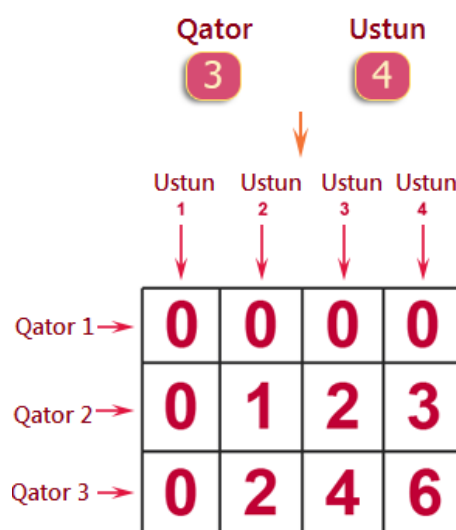 Qator Ustun
3 4
Ustun Ustun Ustun Ustun
1 2 3 4
Qator 1 0 0 0 0
Qator 2 0 1 2 3
Qator 3 0 2 4 6